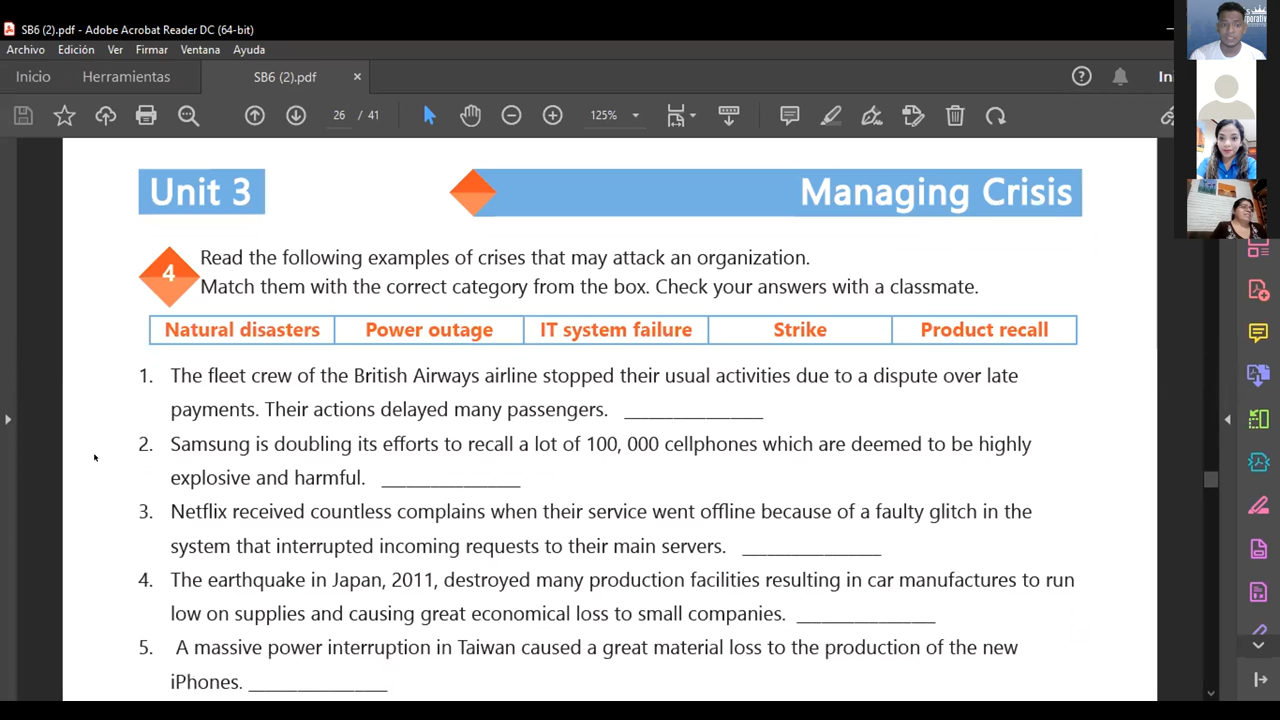 SB6 (2).pdf - Adobe Acrobat Reader DC (64-bit)
Archivo Edición Ver Firmar Ventana Ayuda
Inicio Herramientas SB6 (2).pdf × In
26 / 41 125%
Unit 3 Managing Crisis
4 Read the following examples of crises that may attack an organization.
Match them with the correct category from the box. Check your answers with a classmate.
Natural disasters Power outage IT system failure Strike Product recall
1. The fleet crew of the British Airways airline stopped their usual activities due to a dispute over late
payments. Their actions delayed many passengers. _______________
2. Samsung is doubling its efforts to recall a lot of 100, 000 cellphones which are deemed to be highly
explosive and harmful. _______________
3. Netflix received countless complains when their service went offline because of a faulty glitch in the
system that interrupted incoming requests to their main servers. _______________
4. The earthquake in Japan, 2011, destroyed many production facilities resulting in car manufactures to run
low on supplies and causing great economical loss to small companies. _______________
5. A massive power interruption in Taiwan caused a great material loss to the production of the new
iPhones. _______________